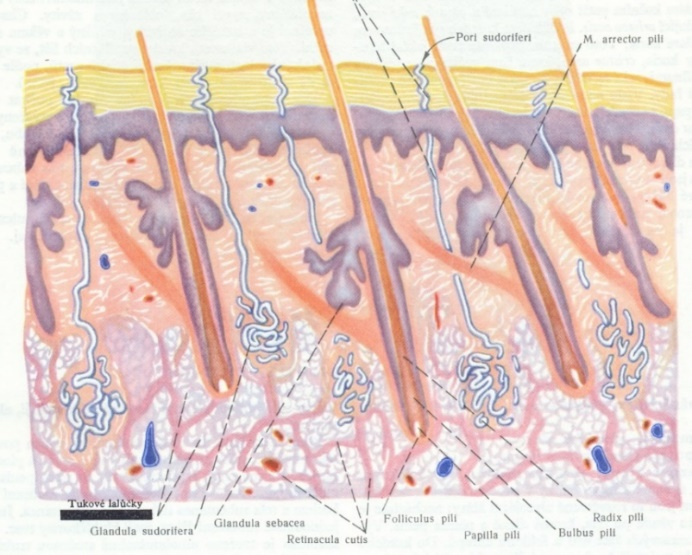 Pori sudoriferi
M. arrector pili
Tukové lalůčky
Glandula sudorifera
Glandula sebacea
Retinacula cutis
Folliculus pili
Papilla pili
Bulbus pili
Radix pili